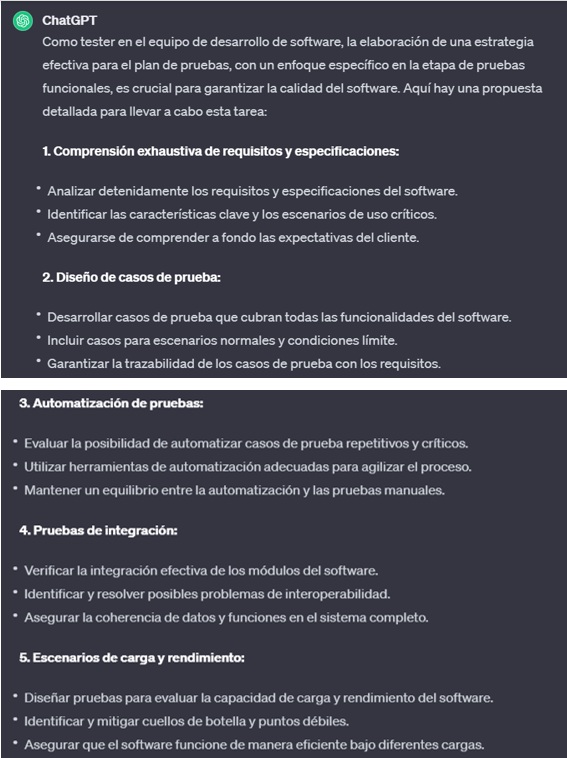 ChatGPT
Como tester en el equipo de desarrollo de software, la elaboración de una estrategia
efectiva para el plan de pruebas, con un enfoque específico en la etapa de pruebas
funcionales, es crucial para garantizar la calidad del software. Aquí hay una propuesta
detallada para llevar a cabo esta tarea:
1. Comprensión exhaustiva de requisitos y especificaciones:
• Analizar detenidamente los requisitos y especificaciones del software.
• Identificar las características clave y los escenarios de uso críticos.
• Asegurarse de comprender a fondo las expectativas del cliente.
2. Diseño de casos de prueba:
• Desarrollar casos de prueba que cubran todas las funcionalidades del software.
• Incluir casos para escenarios normales y condiciones límite.
• Garantizar la trazabilidad de los casos de prueba con los requisitos.
3. Automatización de pruebas:
• Evaluar la posibilidad de automatizar casos de prueba repetitivos y críticos.
• Utilizar herramientas de automatización adecuadas para agilizar el proceso.
• Mantener un equilibrio entre la automatización y las pruebas manuales.
4. Pruebas de integración:
• Verificar la integración efectiva de los módulos del software.
• Identificar y resolver posibles problemas de interoperabilidad.
• Asegurar la coherencia de datos y funciones en el sistema completo.
5. Escenarios de carga y rendimiento:
• Diseñar pruebas para evaluar la capacidad de carga y rendimiento del software.
• Identificar y mitigar cuellos de botella y puntos débiles.
• Asegurar que el software funcione de manera eficiente bajo diferentes cargas.